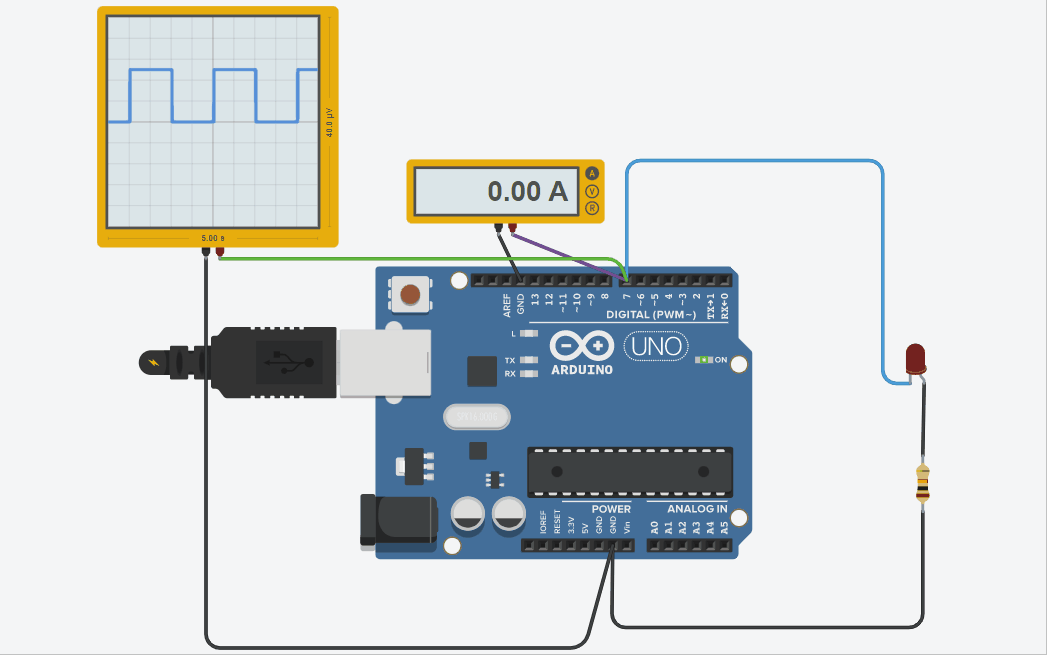 40.0 µV
5.00 s
0.00 A
A
V
R
AREF
GND
13
12
~11
~10
~9
8
7
~6
~5
4
~3
2
TX→1
RX←0
DIGITAL (PWM~)
L
TX
RX
ARDUINO
UNO
ON
POWER
ANALOG IN
IOREF
RESET
3.3V
5V
GND
GND
Vin
A0
A1
A2
A3
A4
A5